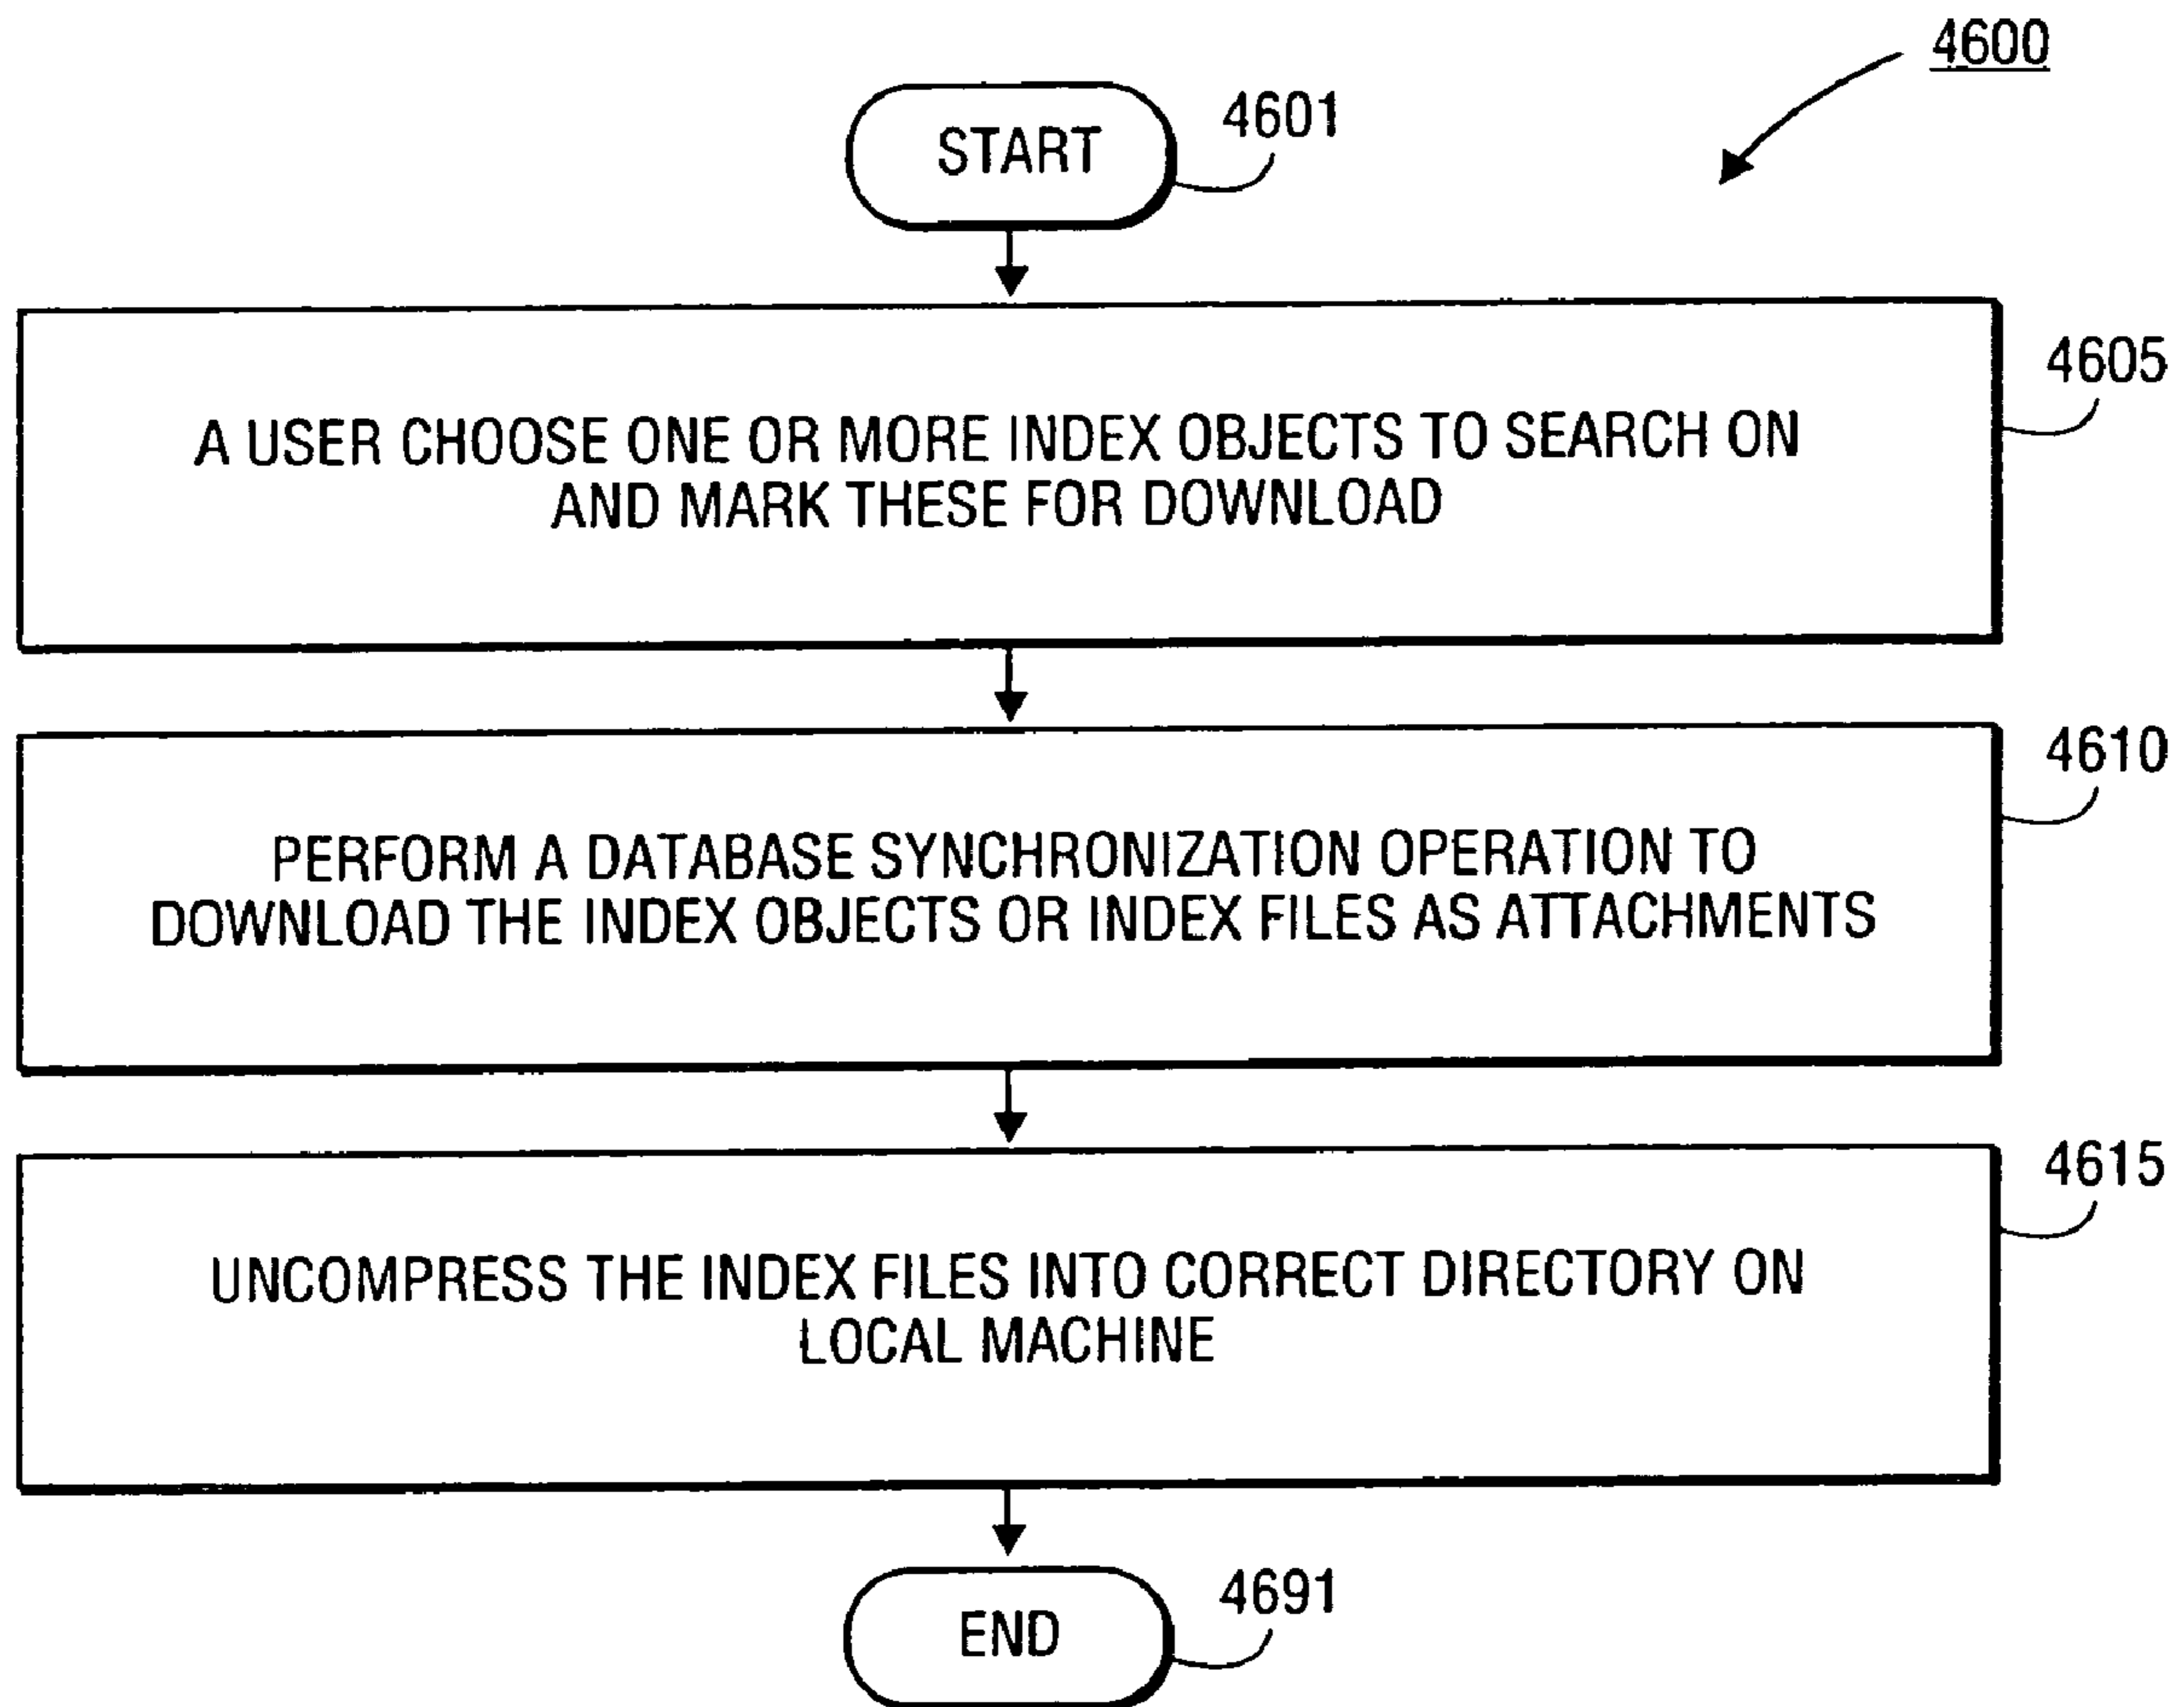 4600
START
4601
4605
A USER CHOOSE ONE OR MORE INDEX OBJECTS TO SEARCH ON
AND MARK THESE FOR DOWNLOAD
4610
PERFORM A DATABASE SYNCHRONIZATION OPERATION TO
DOWNLOAD THE INDEX OBJECTS OR INDEX FILES AS ATTACHMENTS
4615
UNCOMPRESS THE INDEX FILES INTO CORRECT DIRECTORY ON
LOCAL MACHINE
4691
END